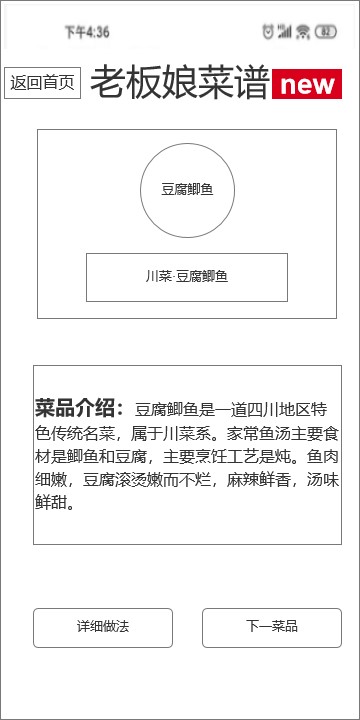 下午4:36
82
返回首页
老板娘菜谱 new
豆腐鲫鱼
川菜·豆腐鲫鱼
菜品介绍：豆腐鲫鱼是一道四川地区特
色传统名菜，属于川菜系。家常鱼汤主要食
材是鲫鱼和豆腐，主要烹饪工艺是炖。鱼肉
细嫩，豆腐滚烫嫩而不烂，麻辣鲜香，汤味
鲜甜。
详细做法
下一菜品